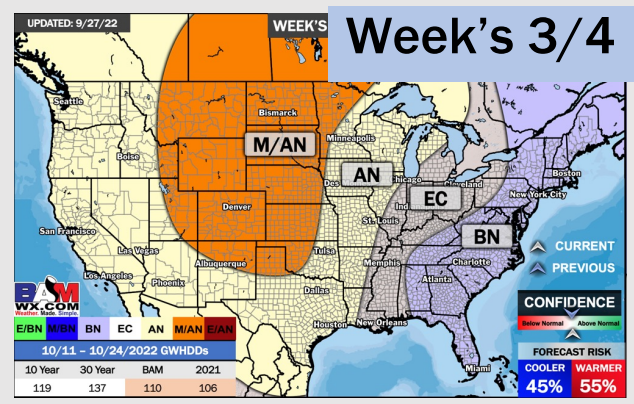 UPDATED: 9/27/22
WEEK'S
Week's 3/4
Seattle
Bismarck
Minneapolis
M/AN
Boise
AN
Chicago
Cleveland
Boston
New York City
EC
Denver
St. Louis
BN
San Francisco
Las Vegas
Albuquerque
Tulsa
Memphis
Charlotte
Los Angeles
Phoenix
Dallas
Atlanta
Houston
New Orleans
Miami
CURRENT
PREVIOUS
BAM
WX.COM
Weather. Made. Simple.
E/BN M/BN BN EC AN M/AN E/AN
10/11 – 10/24/2022 GWHDDs
10 Year 30 Year BAM 2021
119 137 110 106
CONFIDENCE
Below Normal Above Normal
FORECAST RISK
COOLER WARMER
45% 55%